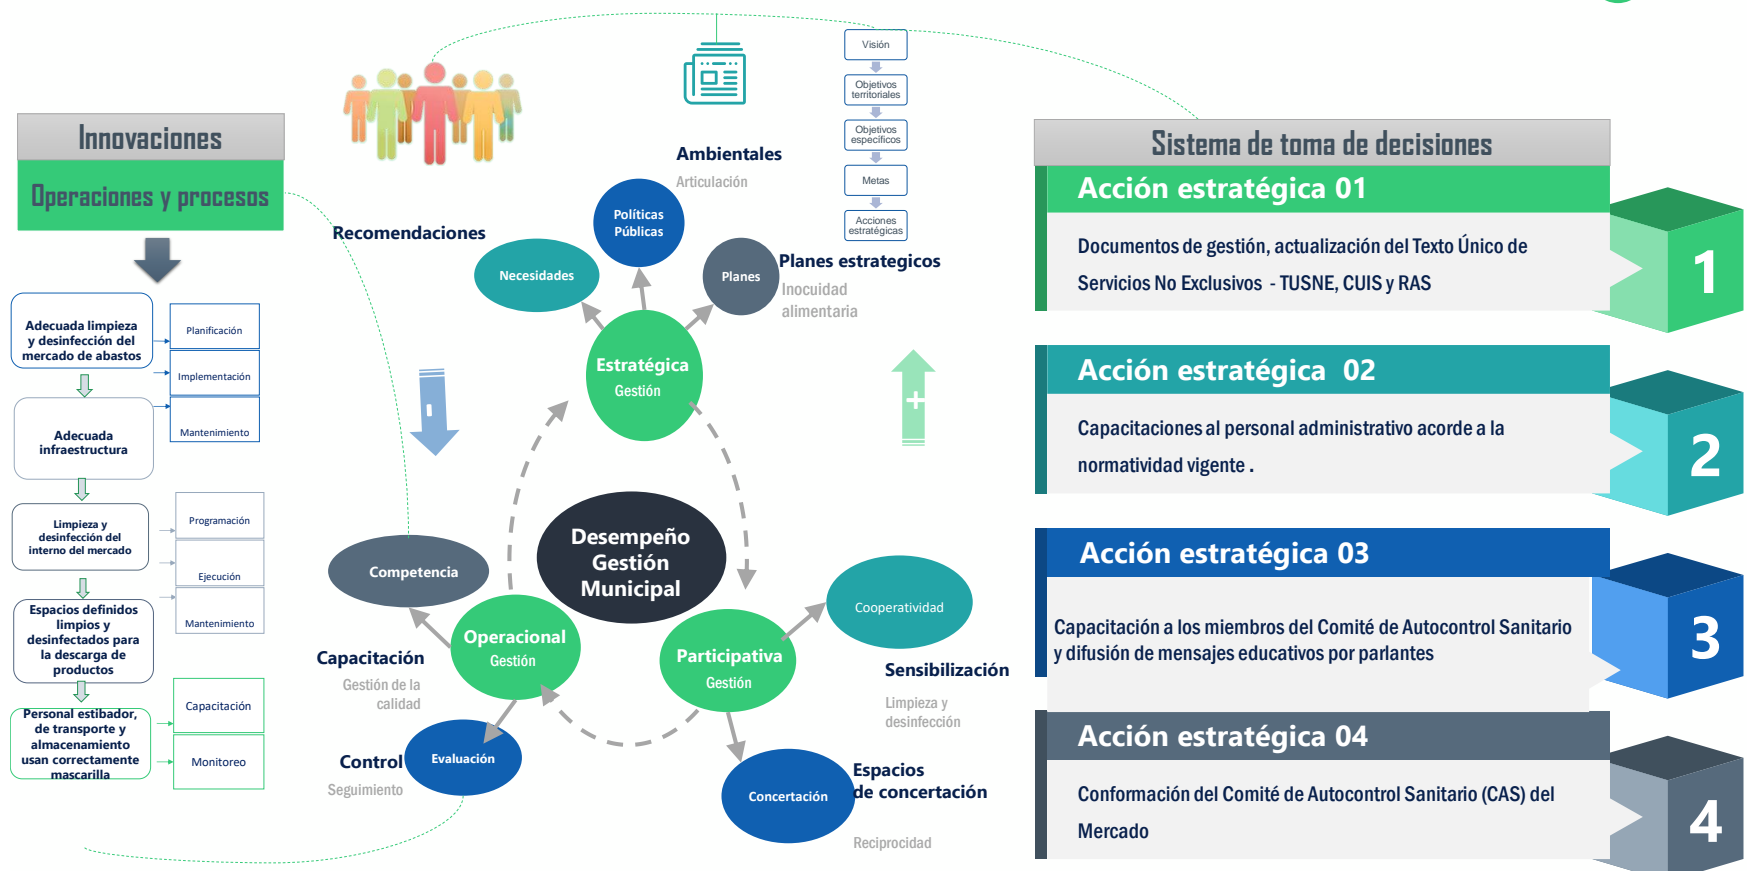 Innovaciones
Operaciones y procesos
Adecuada limpieza
y desinfección del
mercado de abastos
Planificación
Implementación
Mantenimiento
Adecuada
infraestructura
Limpieza y
desinfección del
interno del mercado
Programación
Ejecución
Mantenimiento
Espacios definidos
limpios y
desinfectados para
la descarga de
productos
Personal estibador,
de transporte y
almacenamiento
usan correctamente
mascarilla
Capacitación
Monitoreo
Visión
Objetivos
territoriales
Objetivos
específicos
Metas
Acciones
estratégicas
Ambientales
Articulación
Políticas
Públicas
Recomendaciones
Necesidades
Planes
Planes estrategicos
Inocuidad
alimentaria
Estratégica
Gestión
-
+
Desempeño
Gestión
Municipal
Competencia
Operacional
Gestión
Capacitación
Gestión de la
calidad
Control
Seguimiento
Evaluación
Participativa
Gestión
Cooperatividad
Sensibilización
Limpieza y
desinfección
Concertación
Espacios
de concertación
Reciprocidad
Sistema de toma de decisiones
Acción estratégica 01
Documentos de gestión, actualización del Texto Único de
Servicios No Exclusivos - TUSNE, CUIS y RAS
1
Acción estratégica 02
Capacitaciones al personal administrativo acorde a la
normatividad vigente .
2
Acción estratégica 03
Capacitación a los miembros del Comité de Autocontrol Sanitario
y difusión de mensajes educativos por parlantes
3
Acción estratégica 04
Conformación del Comité de Autocontrol Sanitario (CAS) del
Mercado
4